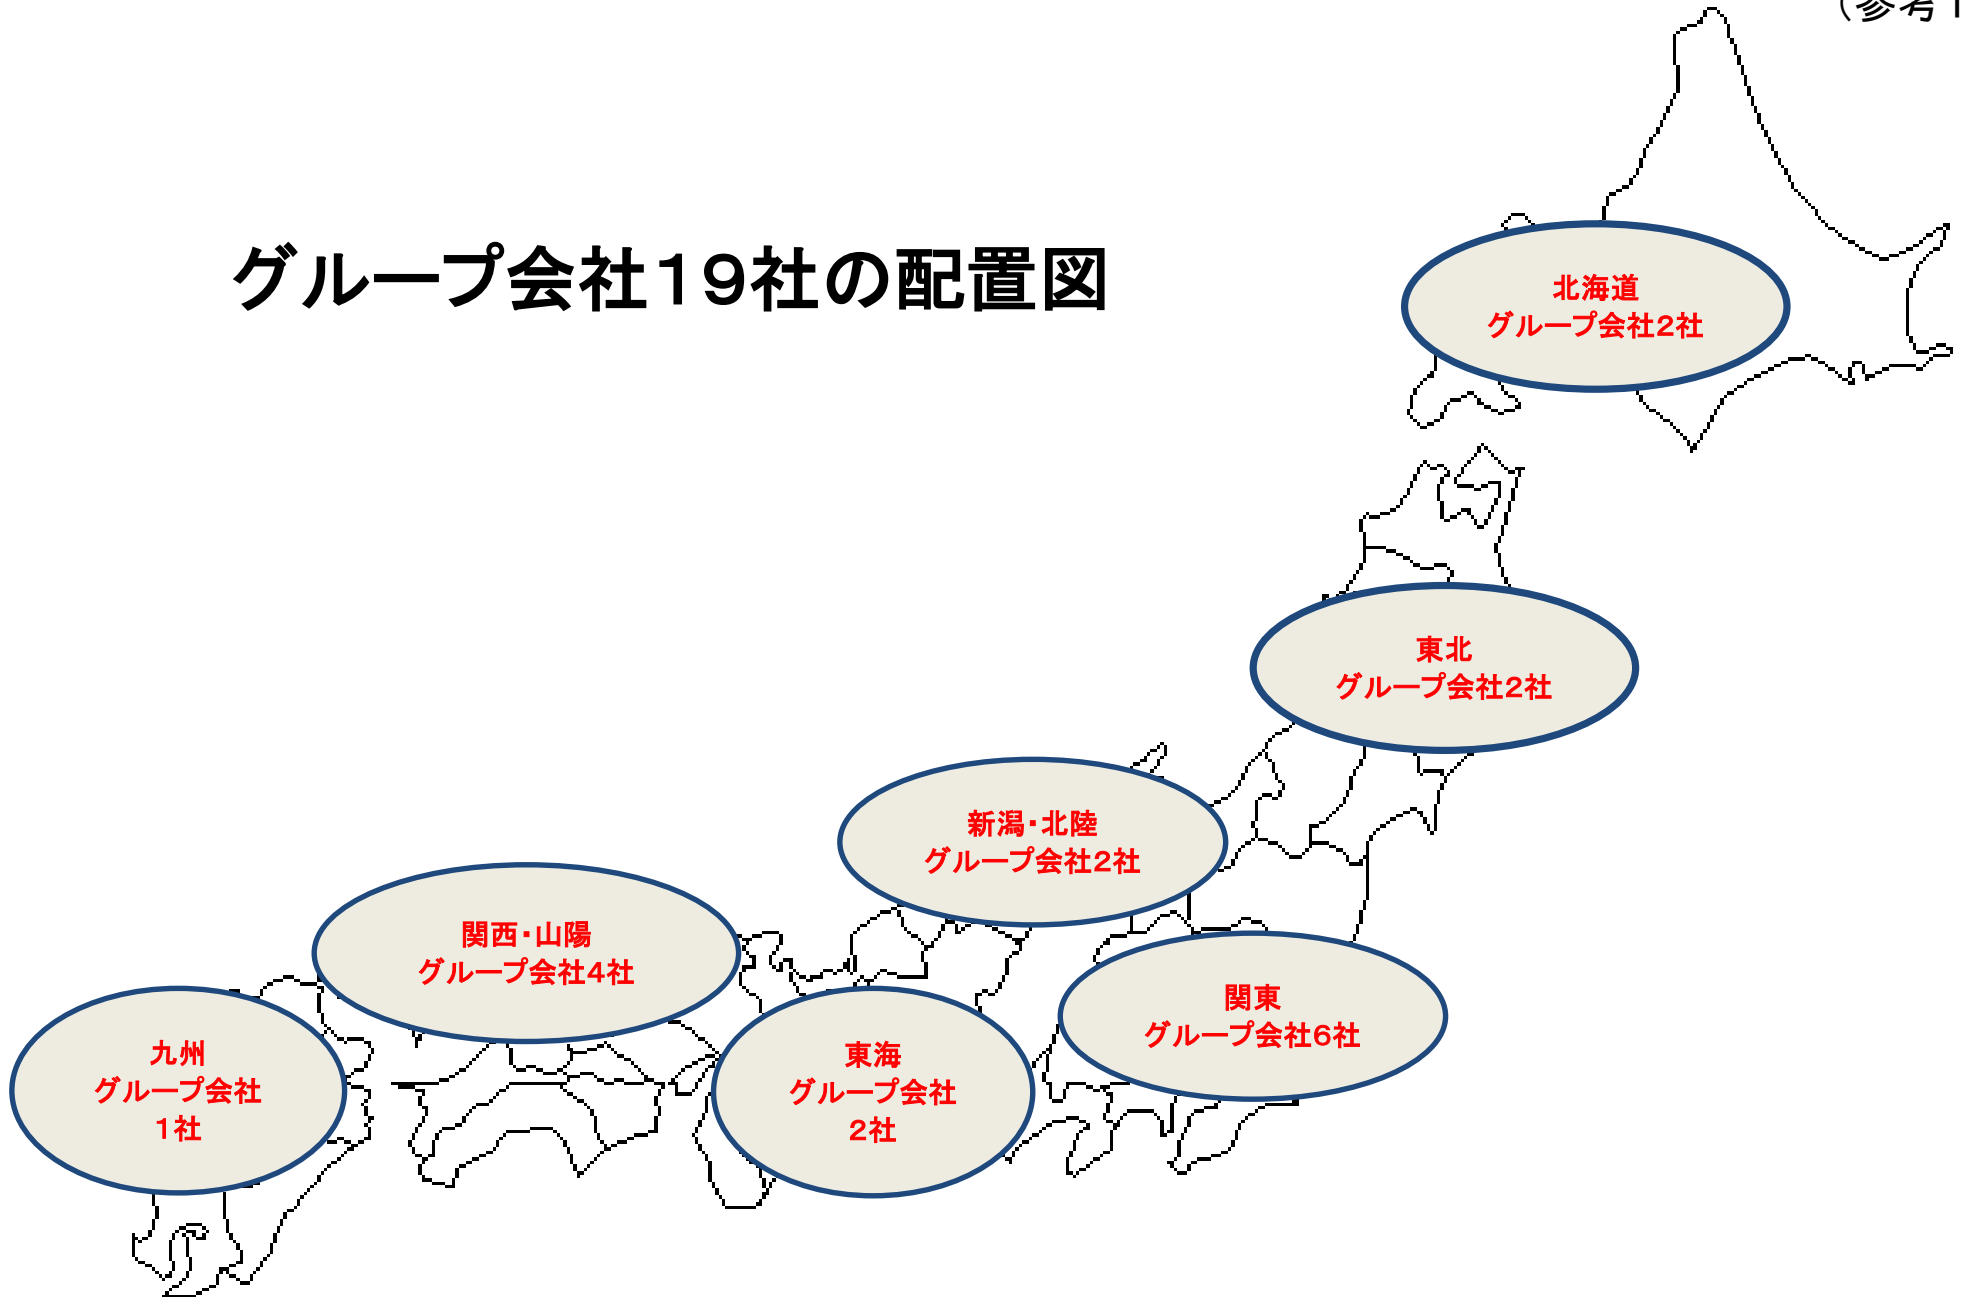 （参考1
グループ会社１９社の配置図
北海道
グループ会社２社
東北
グループ会社２社
新潟・北陸
グループ会社２社
関西・山陽
グループ会社４社
関東
グループ会社６社
九州
グループ会社
１社
東海
グループ会社
２社